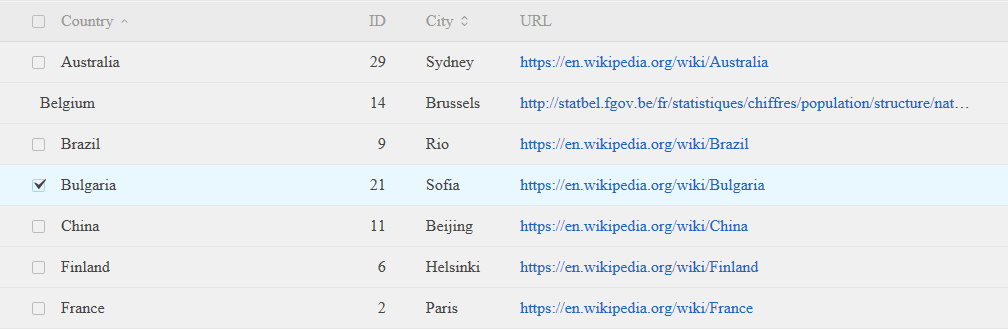 Country ID City URL
Australia 29 Sydney https://en.wikipedia.org/wiki/Australia
Belgium 14 Brussels http://statbel.fgov.be/fr/statistiques/chiffres/population/structure/nat…
Brazil 9 Rio https://en.wikipedia.org/wiki/Brazil
Bulgaria 21 Sofia https://en.wikipedia.org/wiki/Bulgaria
China 11 Beijing https://en.wikipedia.org/wiki/China
Finland 6 Helsinki https://en.wikipedia.org/wiki/Finland
France 2 Paris https://en.wikipedia.org/wiki/France